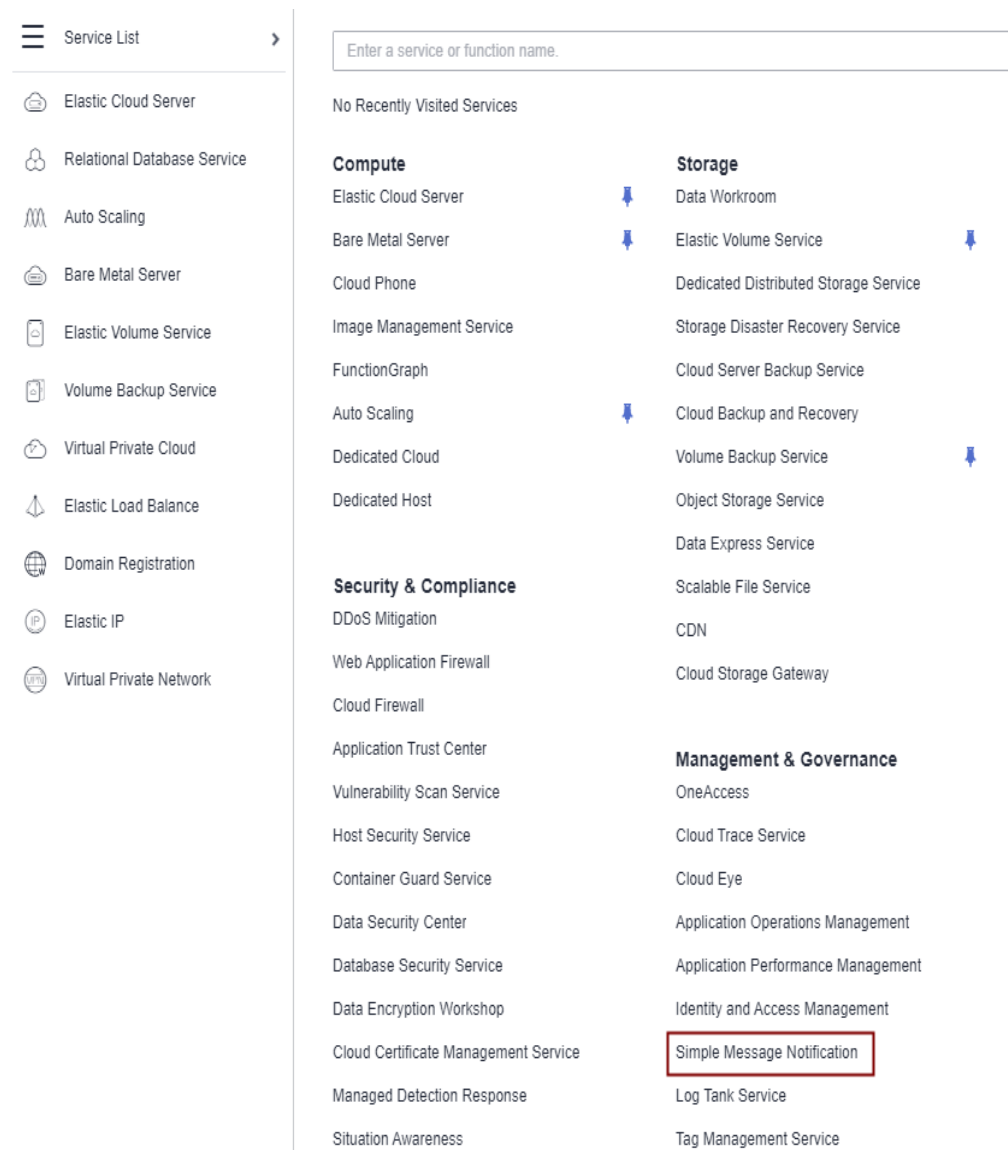 Service List
Elastic Cloud Server
Relational Database Service
Auto Scaling
Bare Metal Server
Elastic Volume Service
Volume Backup Service
Virtual Private Cloud
Elastic Load Balance
Domain Registration
Elastic IP
Virtual Private Network
Enter a service or function name.
No Recently Visited Services
Compute
Elastic Cloud Server
Bare Metal Server
Cloud Phone
Image Management Service
FunctionGraph
Auto Scaling
Dedicated Cloud
Dedicated Host
Security & Compliance
DDoS Mitigation
Web Application Firewall
Cloud Firewall
Application Trust Center
Vulnerability Scan Service
Host Security Service
Container Guard Service
Data Security Center
Database Security Service
Data Encryption Workshop
Cloud Certificate Management Service
Managed Detection Response
Situation Awareness
Storage
Data Workroom
Elastic Volume Service
Dedicated Distributed Storage Service
Storage Disaster Recovery Service
Cloud Server Backup Service
Cloud Backup and Recovery
Volume Backup Service
Object Storage Service
Data Express Service
Scalable File Service
CDN
Cloud Storage Gateway
Management & Governance
OneAccess
Cloud Trace Service
Cloud Eye
Application Operations Management
Application Performance Management
Identity and Access Management
Simple Message Notification
Log Tank Service
Tag Management Service